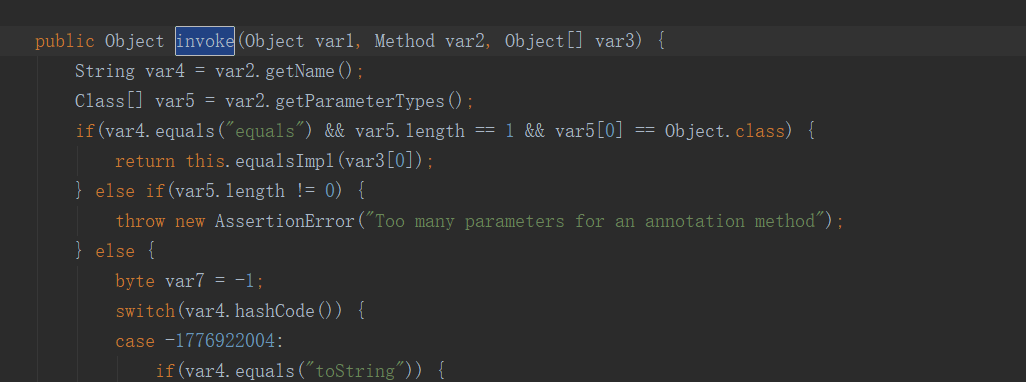 public Object invoke(Object var1, Method var2, Object[] var3) {
String var4 = var2.getName();
Class[] var5 = var2.getParameterTypes();
if(var4.equals("equals") && var5.length == 1 && var5[0] == Object.class) {
return this.equalsImpl(var3[0]);
} else if(var5.length != 0) {
throw new AssertionError("Too many parameters for an annotation method");
} else {
byte var7 = -1;
switch(var4.hashCode()) {
case -1776922004:
if(var4.equals("toString")) {